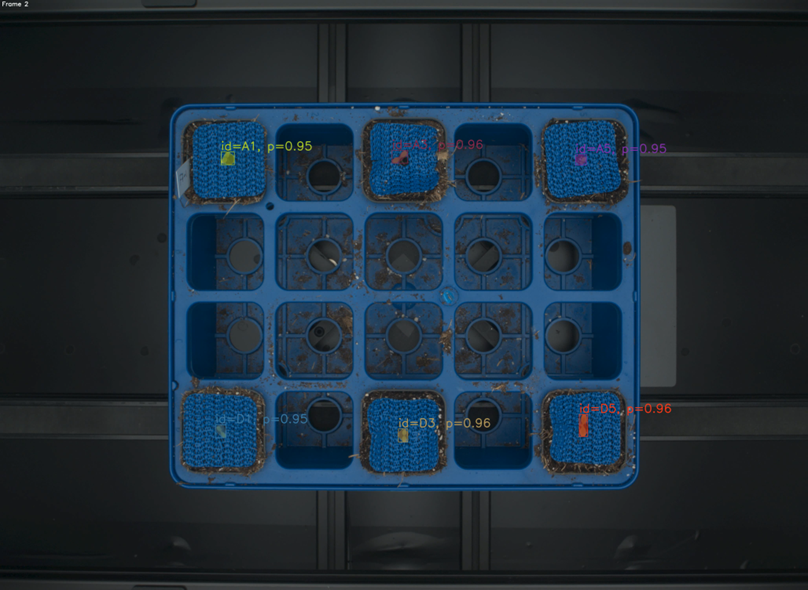 Frame 2
id=A1, p=0.95
id=A3, p=0.96
id=A5, p=0.95
id=D1, p=0.95
id=D3, p=0.96
id=D5, p=0.96